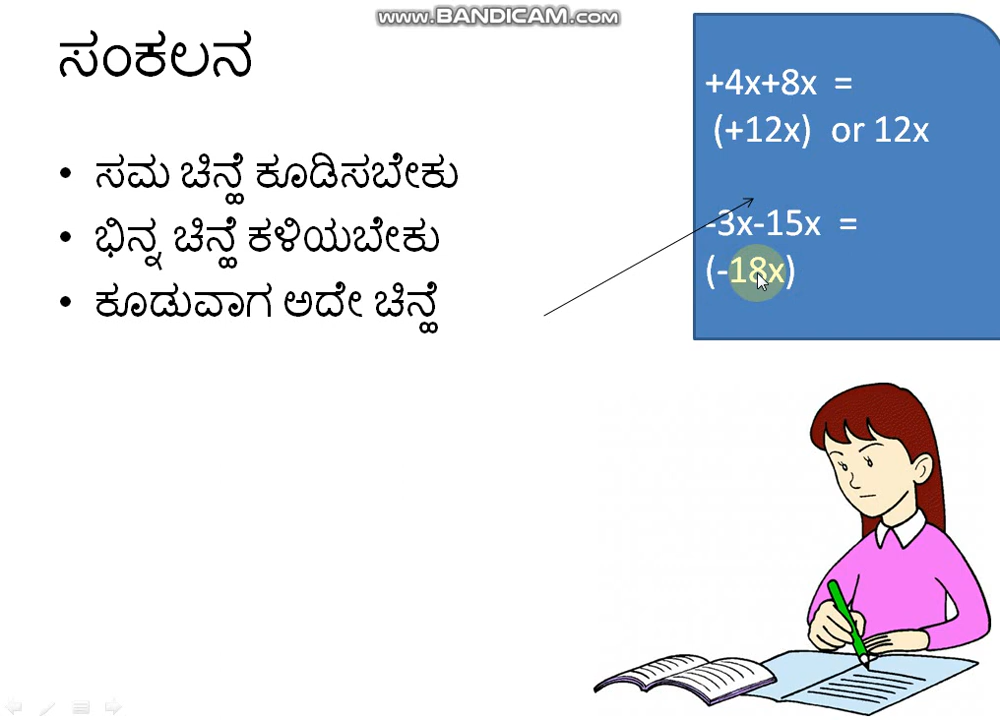 www.BANDICAM.com
ಸಂಕಲನ
• ಸಮ ಚಿನ್ಹೆ ಕೂಡಿಸಬೇಕು
• ಭಿನ್ನ ಚಿನ್ಹೆ ಕಳಿಯಬೇಕು
• ಕೂಡುವಾಗ ಅದೇ ಚಿನ್ಹೆ
+4x+8x =
(+12x) or 12x
-3x-15x =
(-18x)